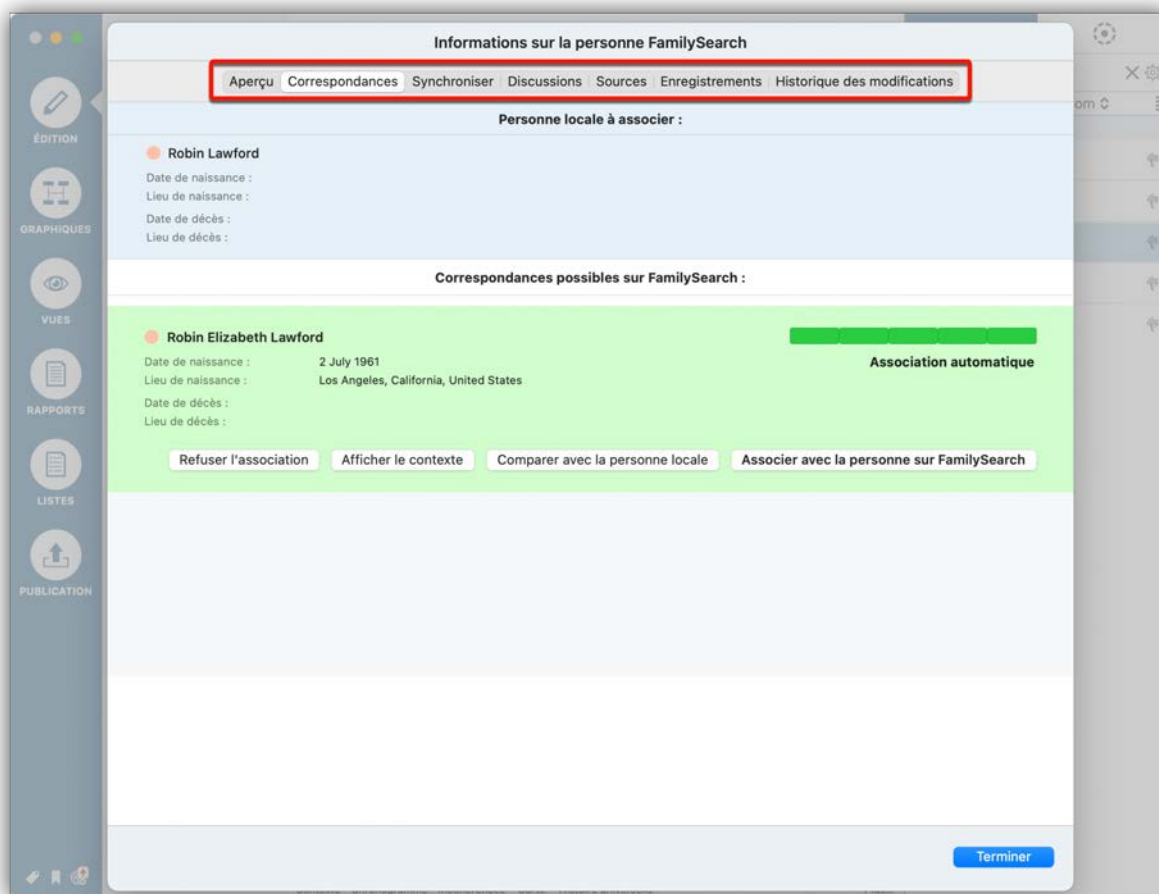 Informations sur la personne FamilySearch
Aperçu Correspondances Synchroniser Discussions Sources Enregistrements Historique des modifications
Personne locale à associer :
Robin Lawford
Date de naissance :
Lieu de naissance :
Date de décès :
Lieu de décès :
Correspondances possibles sur FamilySearch :
Robin Elizabeth Lawford
Date de naissance : 2 July 1961
Association automatique
Lieu de naissance : Los Angeles, California, United States
Date de décès :
Lieu de décès :
Refuser l'association Afficher le contexte Comparer avec la personne locale Associer avec la personne sur FamilySearch
Terminer
ÉDITION
GRAPHIQUES
VUES
RAPPORTS
LISTES
PUBLICATION